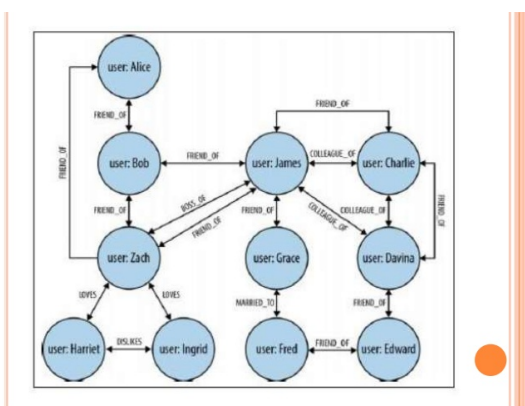 user: Alice
FRIEND_OF
FRIEND_OF
FRIEND_OF
user: Bob
FRIEND_OF
user: James
COLLEAGUE_OF
user: Charlie
FRIEND_OF
BOSS_OF
FRIEND_OF
FRIEND_OF
COLLEAGUE_OF
COLLEAGUE_OF
FRIEND_OF
user: Zach
user: Grace
user: Davina
LOVES
LOVES
MARRIED_TO
FRIEND_OF
user: Harriet
DISLIKES
user: Ingrid
user: Fred
FRIEND_OF
user: Edward